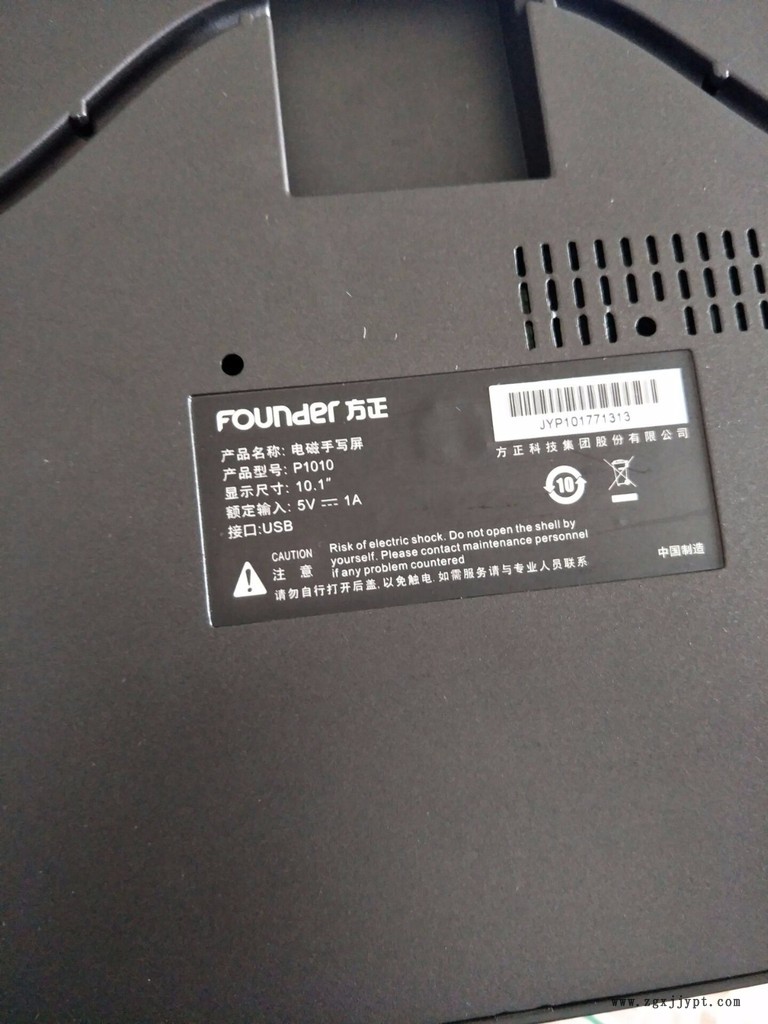 FOUNDER 方正
JYP101771313
方正科技集团股份有限公司
产品名称: 电磁手写屏
产品型号: P1010
显示尺寸: 10.1"
额定输入: 5V 1A
接口:USB
10
CAUTION
注 意
Risk of electric shock. Do not open the shell by
yourself. Please contact maintenance personnel
if any problem countered
请勿自行打开后盖,以免触电,如需服务请与专业人员联系
中国制造
www.zgxjjypt.com